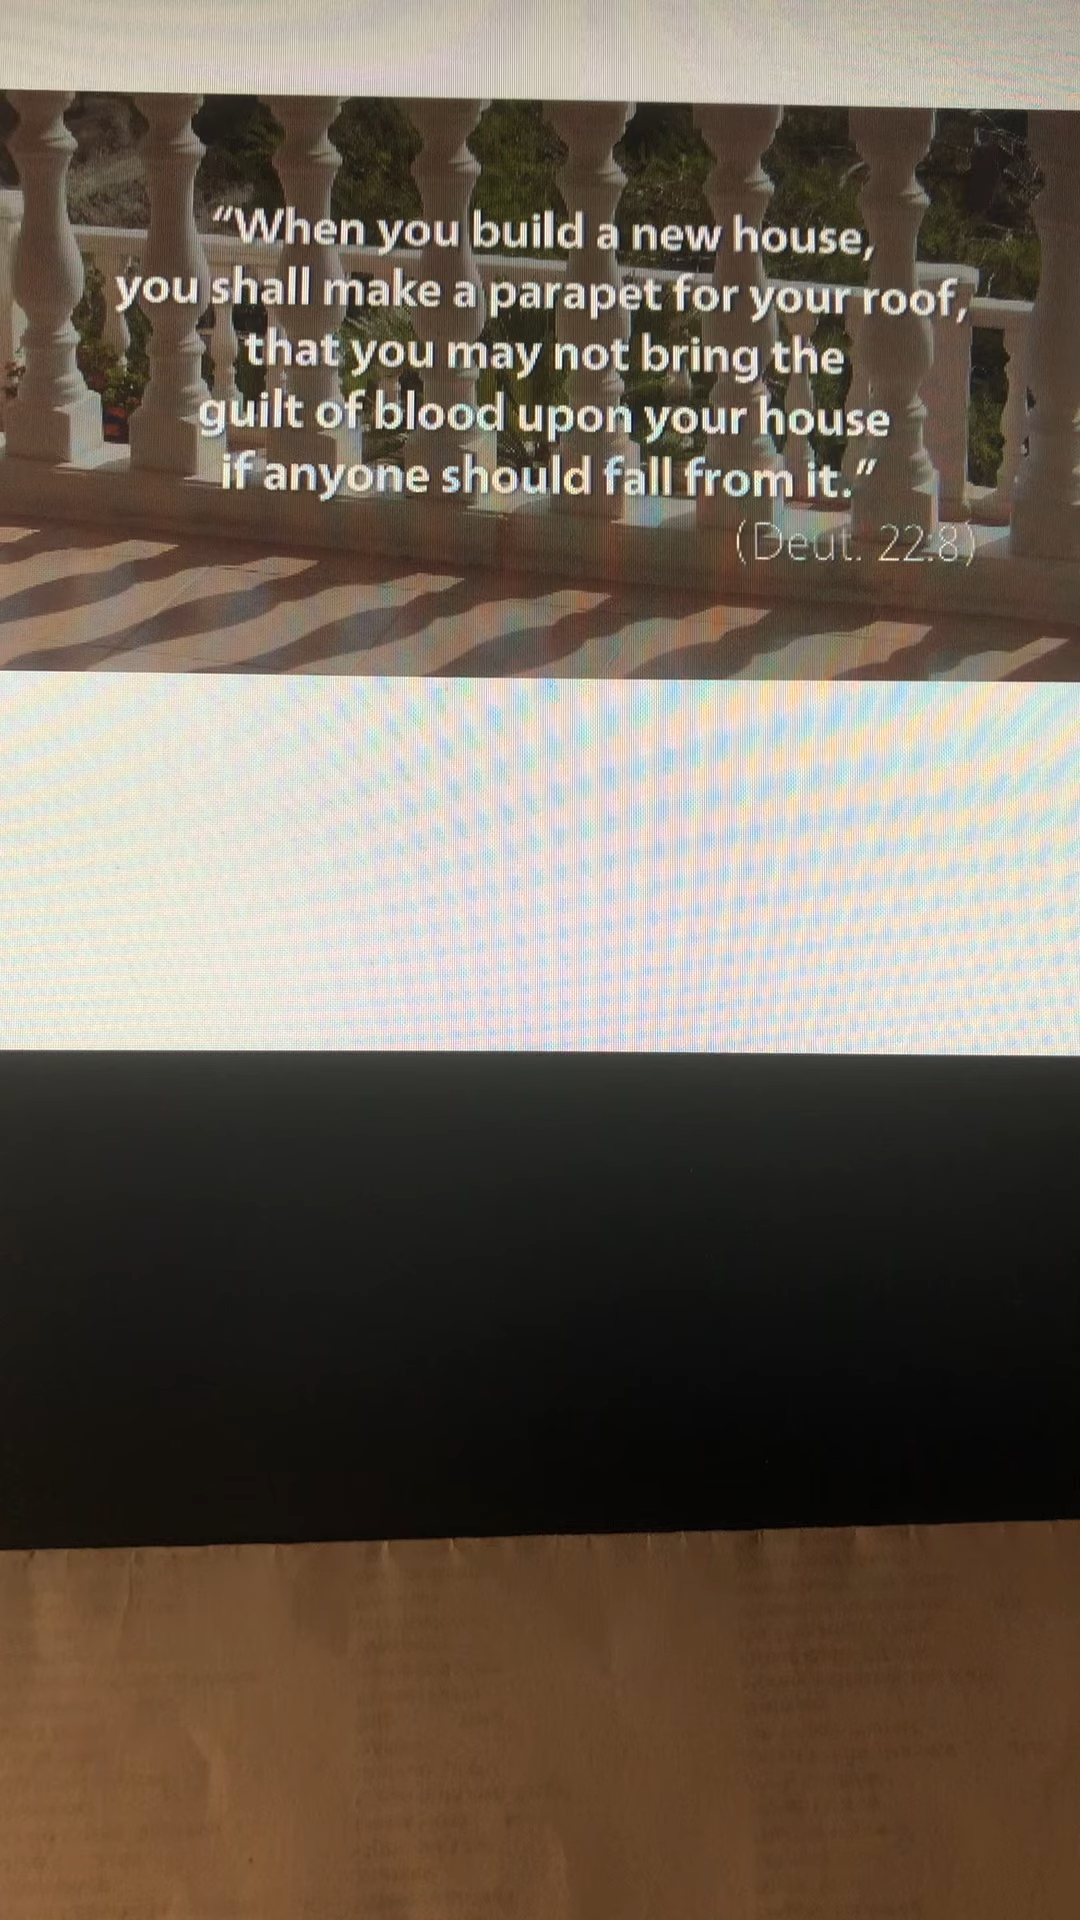 “When you build a new house,
you shall make a parapet for your roof,
that you may not bring the
guilt of blood upon your house
if anyone should fall from it.”
(Deut. 22:8)